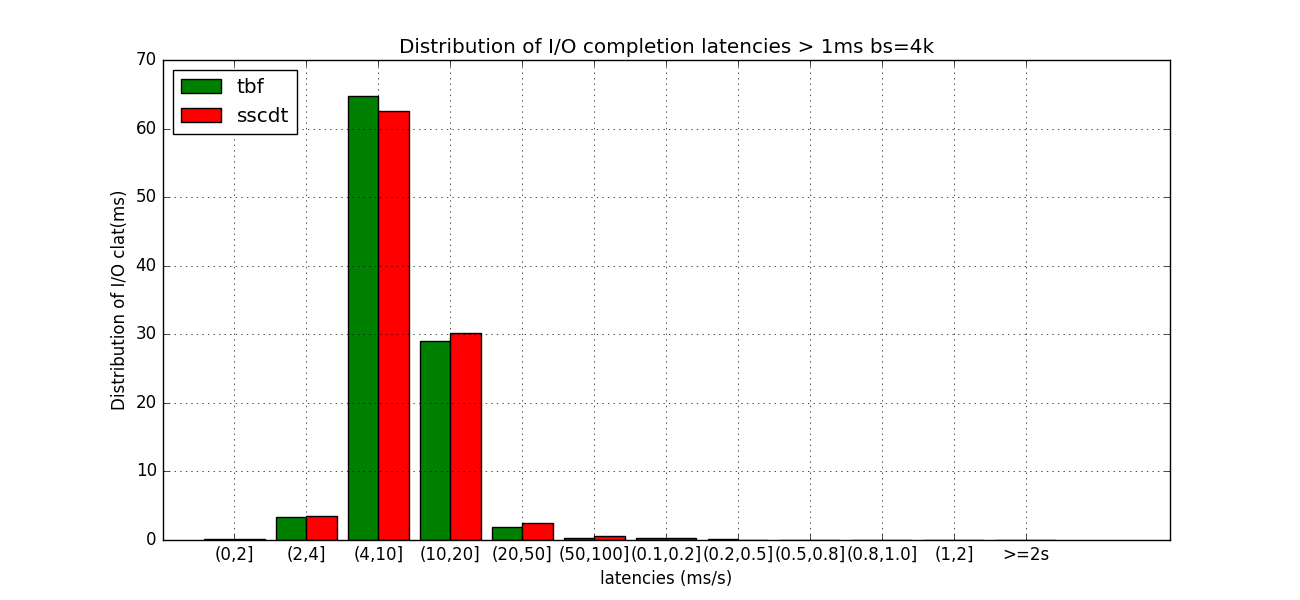 Distribution of I/O completion latencies > 1ms bs=4k
70
60
50
40
30
20
10
0
tbf
sscdt
Distribution of I/O clat(ms)
(0,2] (2,4] (4,10] (10,20] (20,50] (50,100] (0.1,0.2] (0.2,0.5] (0.5,0.8] (0.8,1.0] (1,2] >=2s
latencies (ms/s)